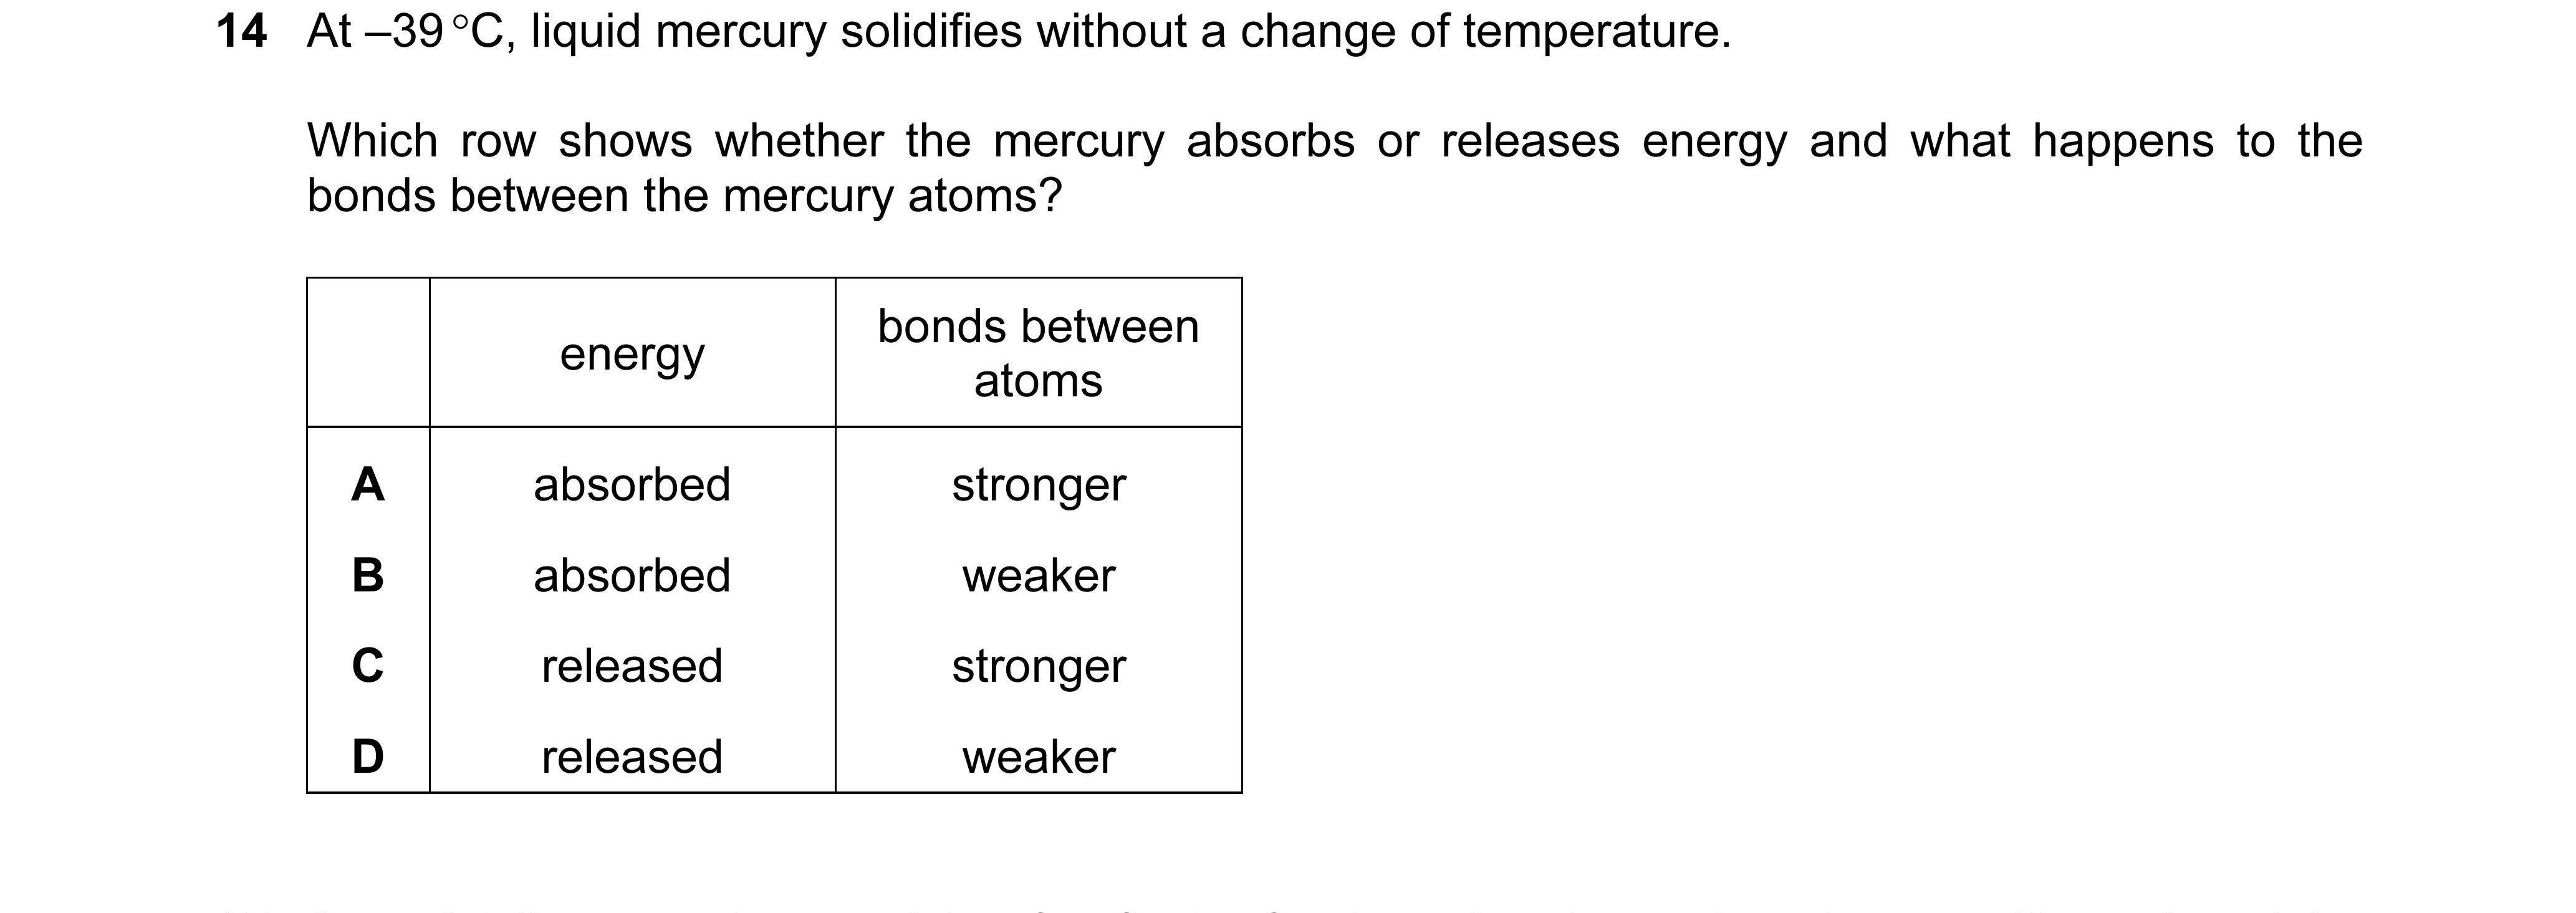 14 At –39 °C, liquid mercury solidifies without a change of temperature.
Which row shows whether the mercury absorbs or releases energy and what happens to the
bonds between the mercury atoms?
energy
bonds between
atoms
A absorbed stronger
B absorbed weaker
C released stronger
D released weaker